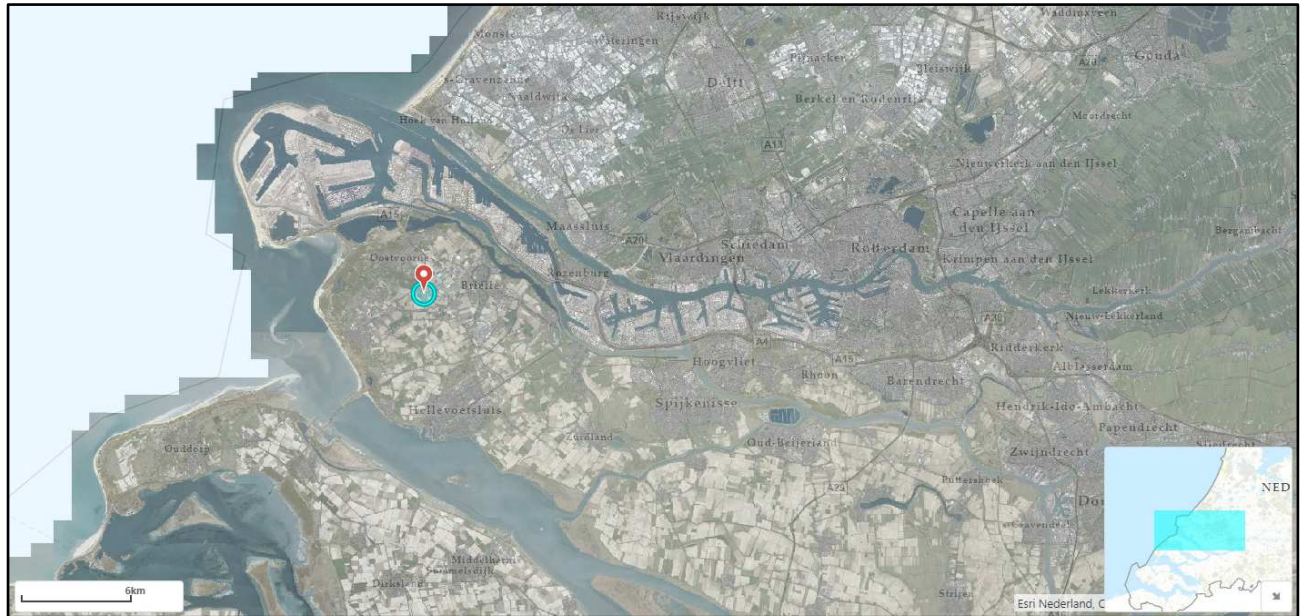 Rijswijk
Waddinxveen
Monster
Wateringen
Gouda
Pijnacker
A20
's-Gravenzande
Bleiswijk
Delft
Naaldwijk
Berkel en Rodenrijs
Hoek van Holland
Moordrecht
De Lier
A13
Nieuwerkerk aan den IJssel
A15
Capelle aan
den IJssel
Maassluis
A20
Schiedam
Rotterdam
Bergambacht
Oostvoorne
Vlaardingen
Krimpen aan den IJssel
Rozenburg
Brielle
Lekkerkerk
Nieuw-Lekkerland
A4
A15
Ridderkerk
Hoogvliet
Alblasserdam
Rhoon
Barendrecht
Hellevoetsluis
Spijkenisse
Hendrik-Ido-Ambacht
Papendrecht
Zuidland
Oud-Beijerland
Sliedrecht
Ouddorp
Zwijndrecht
Puttershoek
NED
A29
Dor
's-Gravendeel
Middelharnis
Sommelsdijk
Dirksland
Strijen
6km
Esri Nederland, C